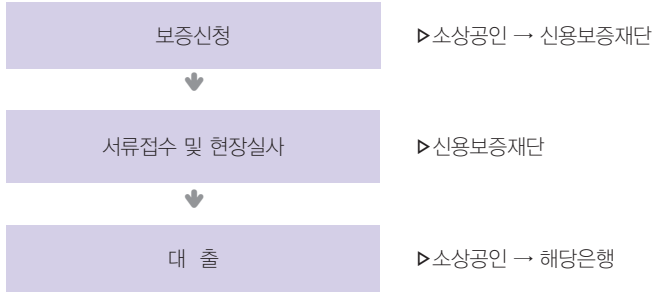 보증신청 ▷소상공인 → 신용보증재단
서류접수 및 현장실사 ▷신용보증재단
대 출 ▷소상공인 → 해당은행